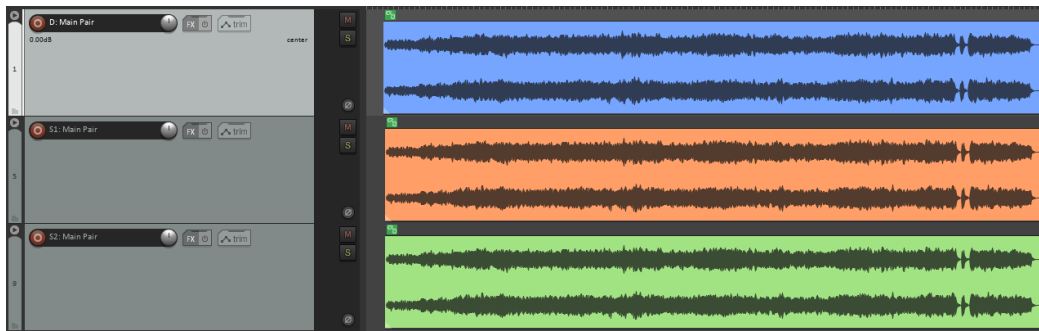 D: Main Pair
FX
trim
M
0.00dB
center
S
1
S1: Main Pair
FX
trim
M
S
5
S2: Main Pair
FX
trim
M
S
9